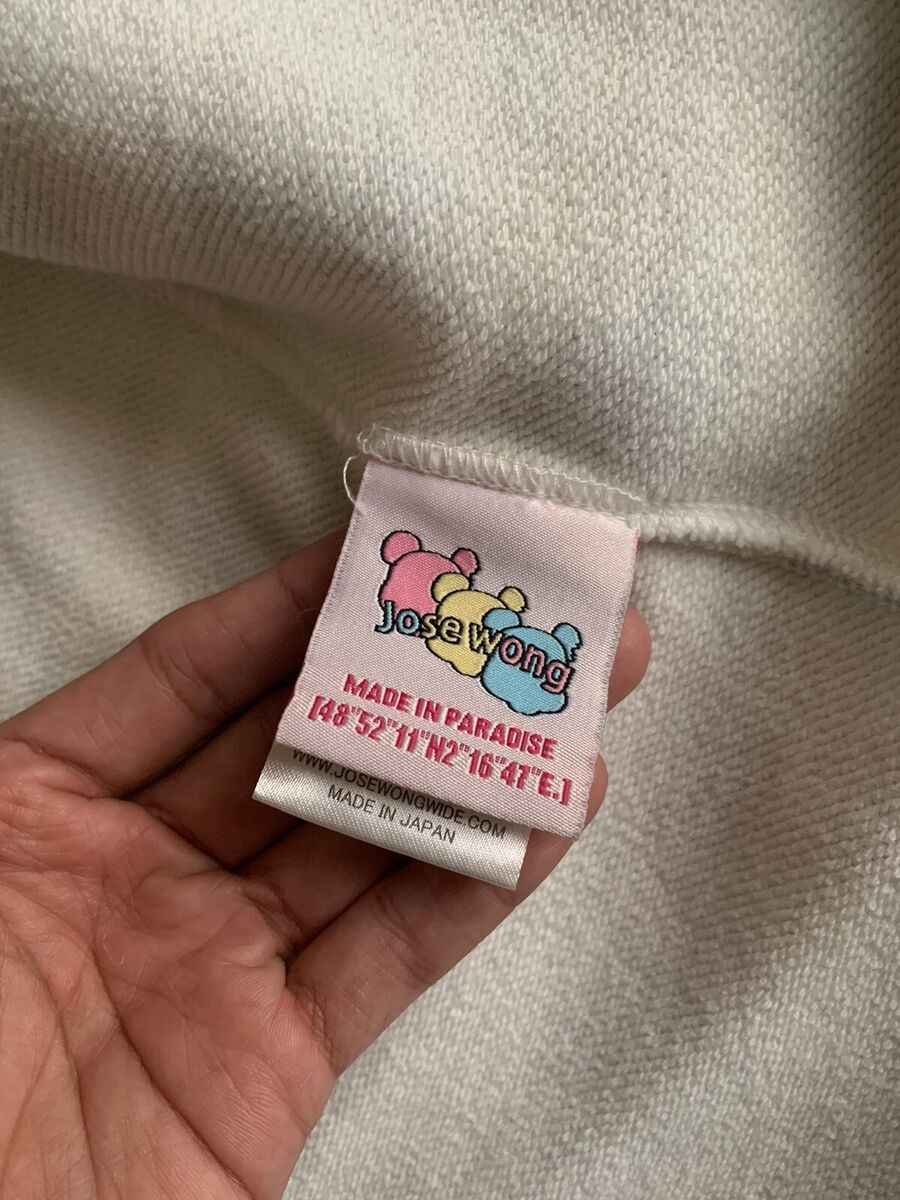 Jose wong
MADE IN PARADISE
[48"52"11"N2"16"47"E.]
WWW.JOSEWONGWIDE.COM
MADE IN JAPAN